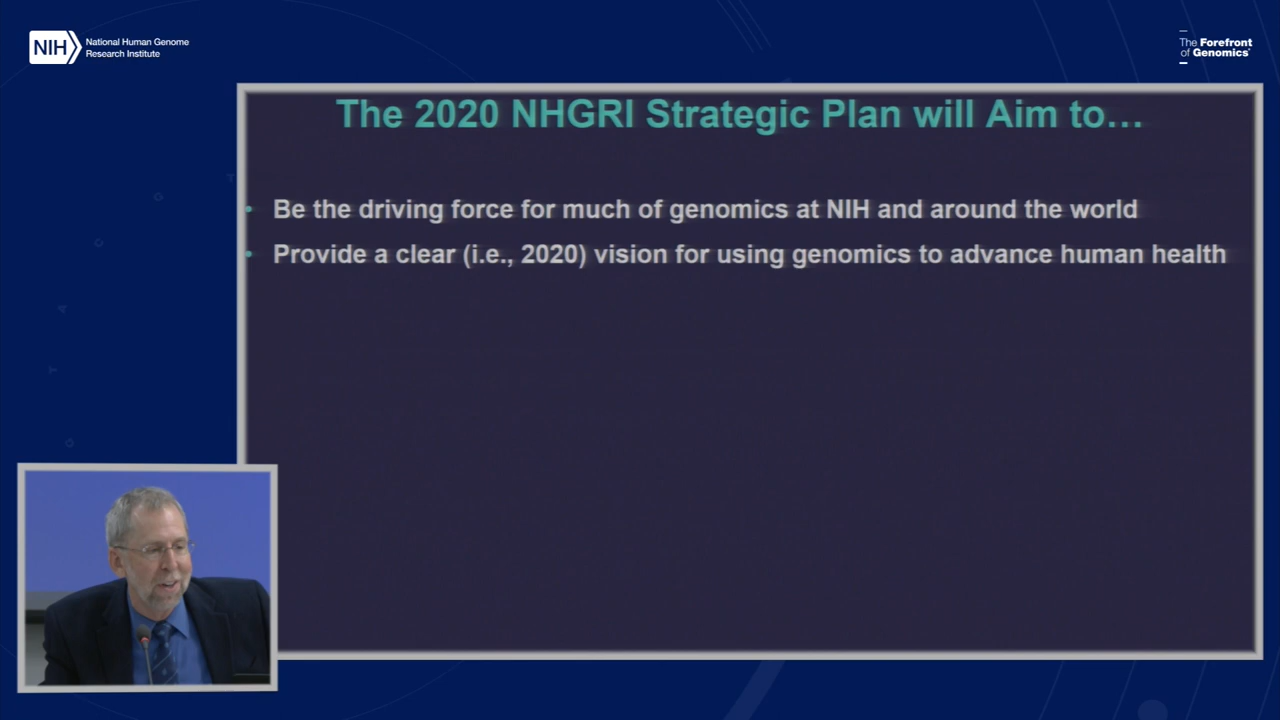 NIH National Human Genome
Research Institute
The Forefront
of Genomics®
The 2020 NHGRI Strategic Plan will Aim to…
• Be the driving force for much of genomics at NIH and around the world
• Provide a clear (i.e., 2020) vision for using genomics to advance human health